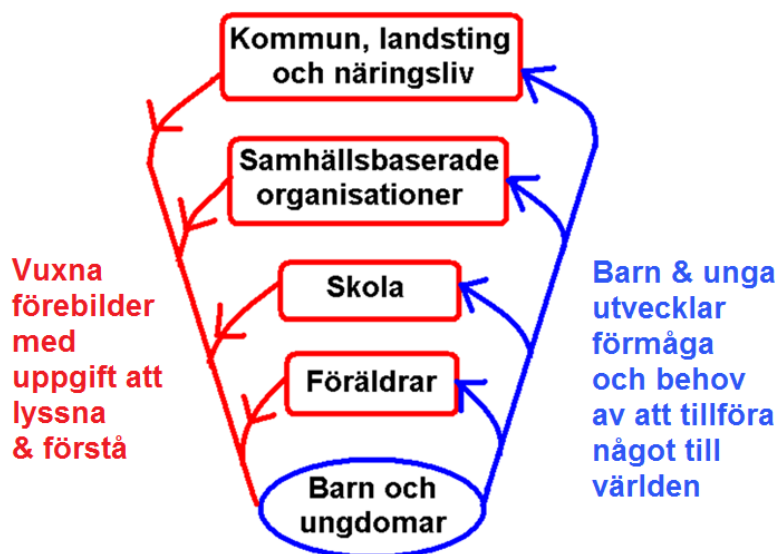 Kommun, landsting
och näringsliv
Samhällsbaserade
organisationer
Vuxna
förebilder
med
uppgift att
lyssna
& förstå
Skola
Föräldrar
Barn och
ungdomar
Barn & unga
utvecklar
förmåga
och behov
av att tillföra
något till
världen